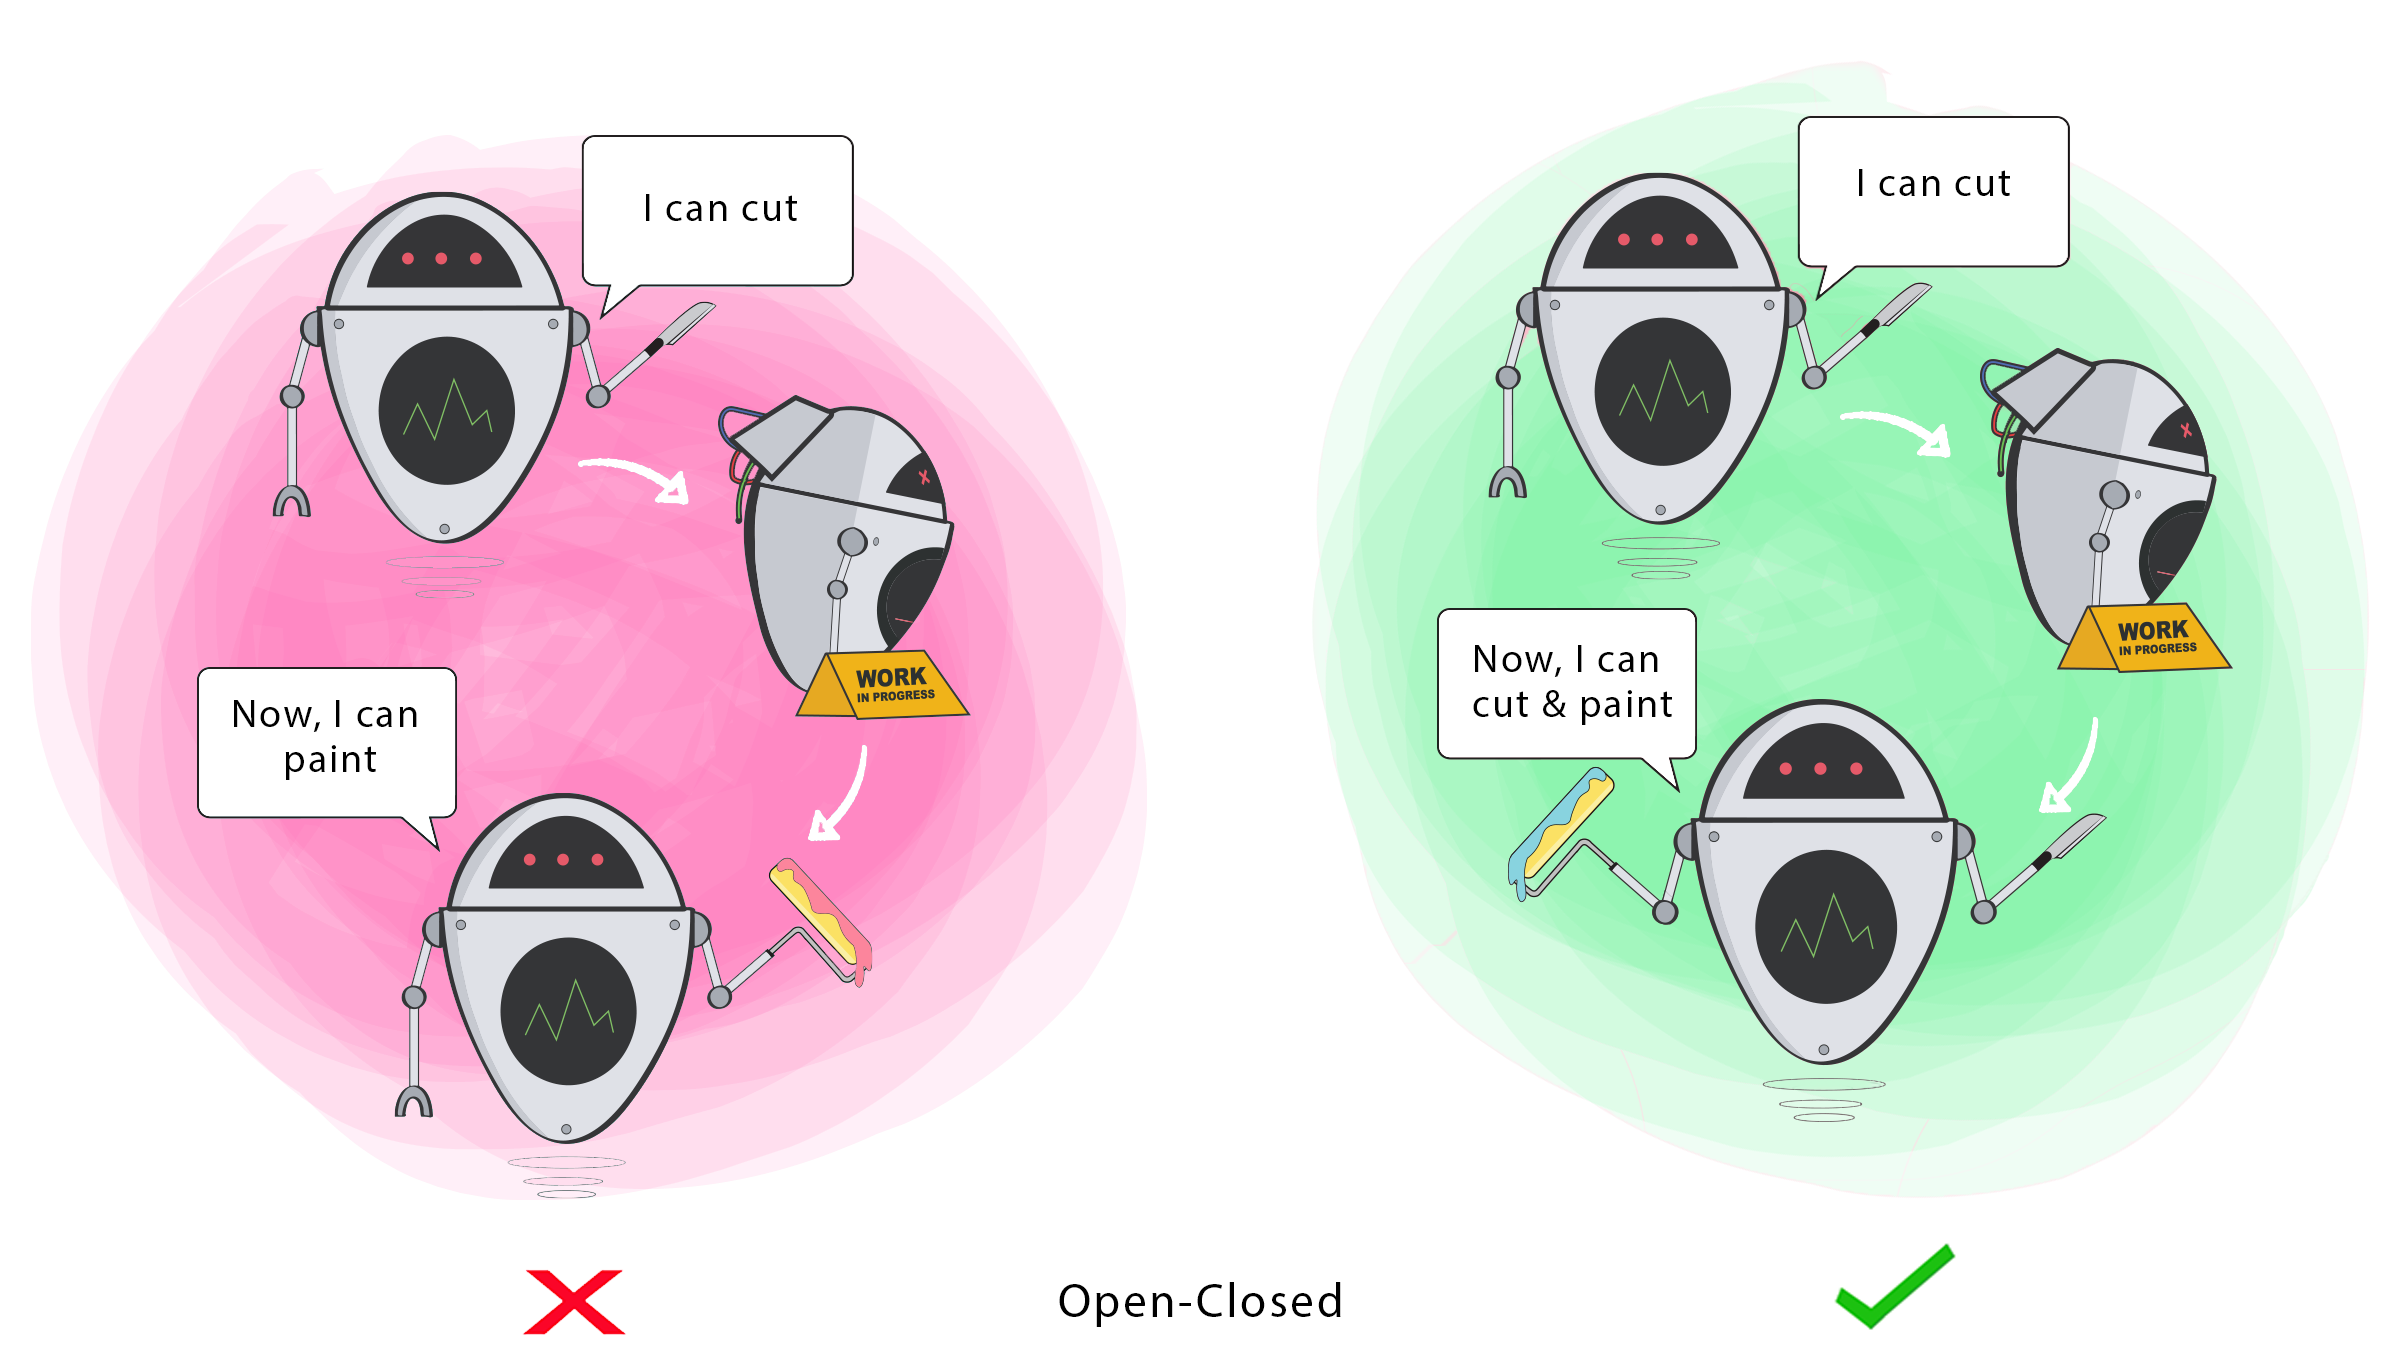 I can cut
WORK
IN PROGRESS
Now, I can
paint
I can cut
WORK
IN PROGRESS
Now, I can
cut & paint
Open-Closed